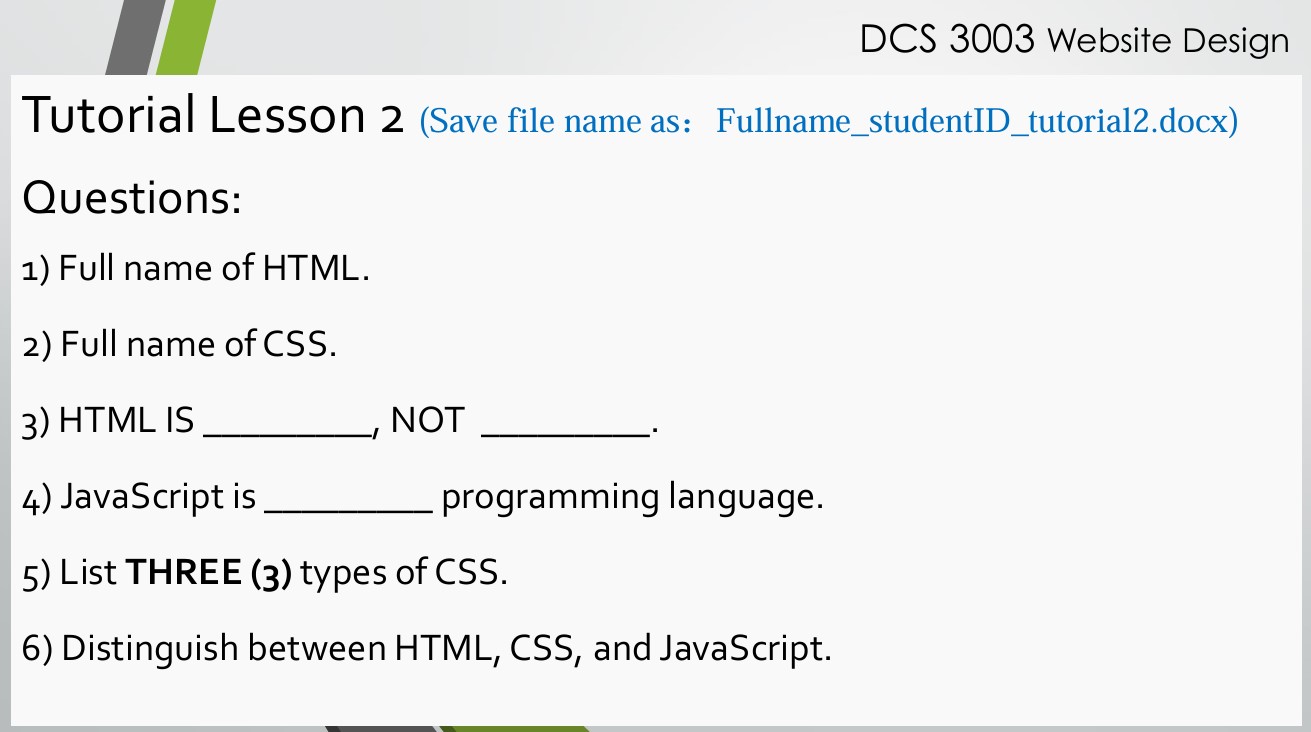 DCS 3003 Website Design
Tutorial Lesson 2 (Save file name as： Fullname_studentID_tutorial2.docx)
Questions:
1) Full name of HTML.
2) Full name of CSS.
3) HTML IS _________, NOT _________.
4) JavaScript is _________ programming language.
5) List THREE (3) types of CSS.
6) Distinguish between HTML, CSS, and JavaScript.